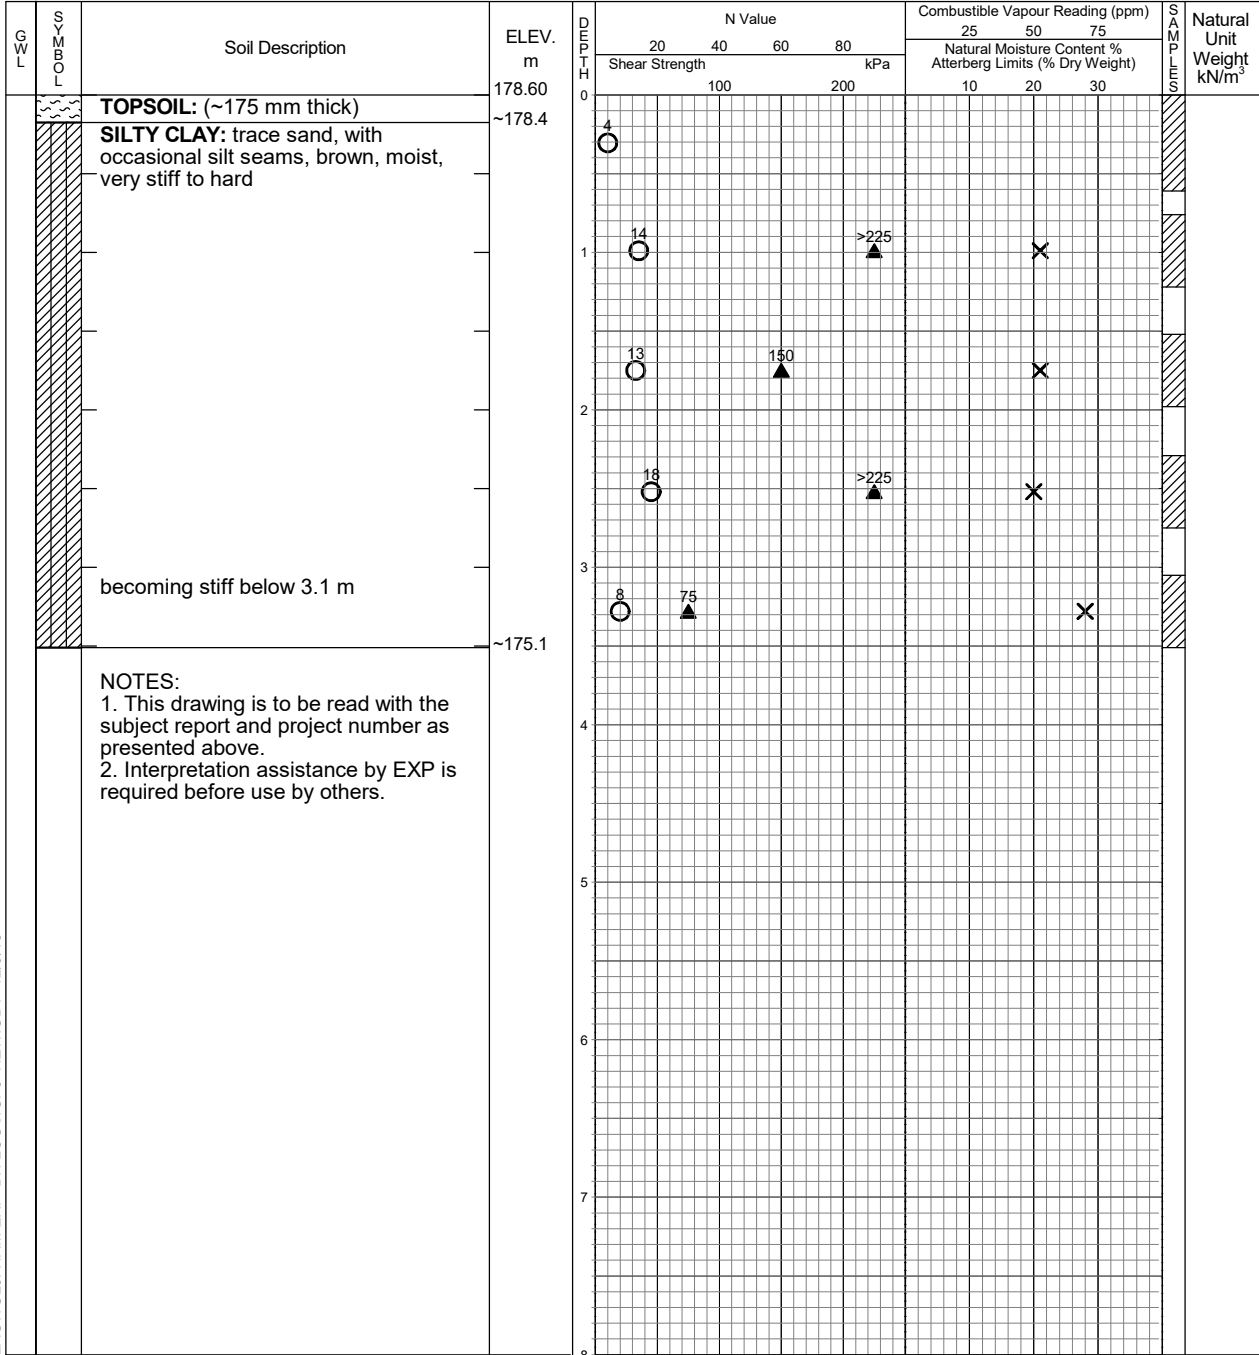 GWL
SYMBOL
Soil Description
ELEV.
m
178.60
DEPTH
N Value
20 40 60 80
Shear Strength kPa
100 200
Combustible Vapour Reading (ppm)
25 50 75
Natural Moisture Content %
Atterberg Limits (% Dry Weight)
10 20 30
SAMPLES
Natural
Unit
Weight
kN/m³
0
TOPSOIL: (~175 mm thick)
~178.4
SILTY CLAY: trace sand, with
occasional silt seams, brown, moist,
very stiff to hard
4
14 >225
1
13 150
2
18 >225
3
becoming stiff below 3.1 m
8 75
~175.1
NOTES:
1. This drawing is to be read with the
subject report and project number as
presented above.
2. Interpretation assistance by EXP is
required before use by others.
4
5
6
7
8